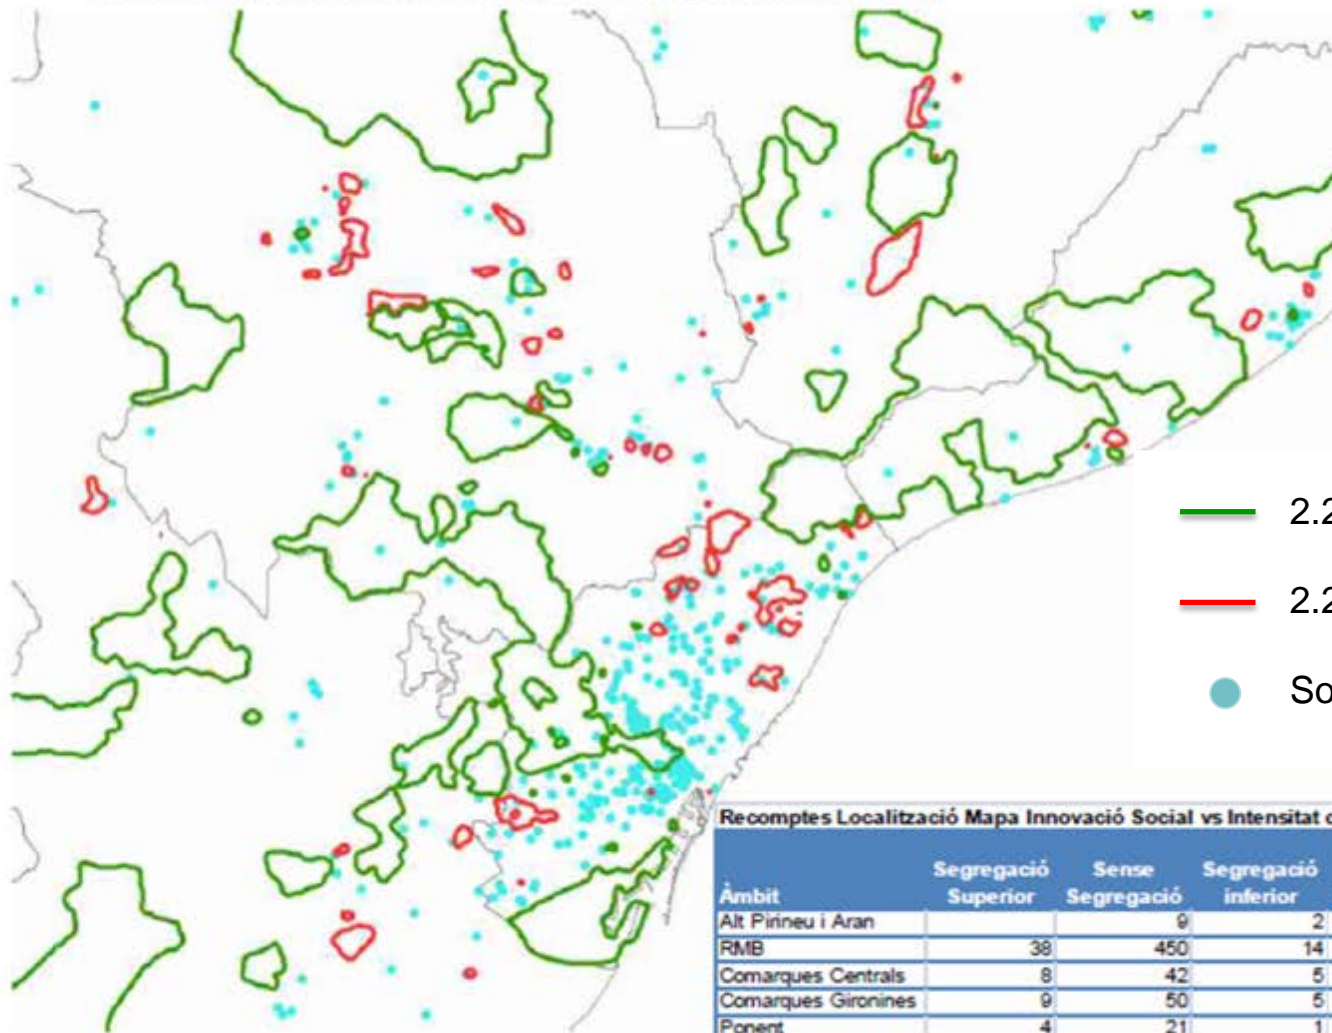 2.2
2.2
So
Recomptes Localització Mapa Innovació Social vs Intensitat
Àmbit Segregació Superior Sense Segregació Segregació inferior
Alt Pirineu i Aran 9 2
RMB 38 450 14
Comarques Centrals 8 42 5
Comarques Gironines 9 50 5
Ponent 4 21 1